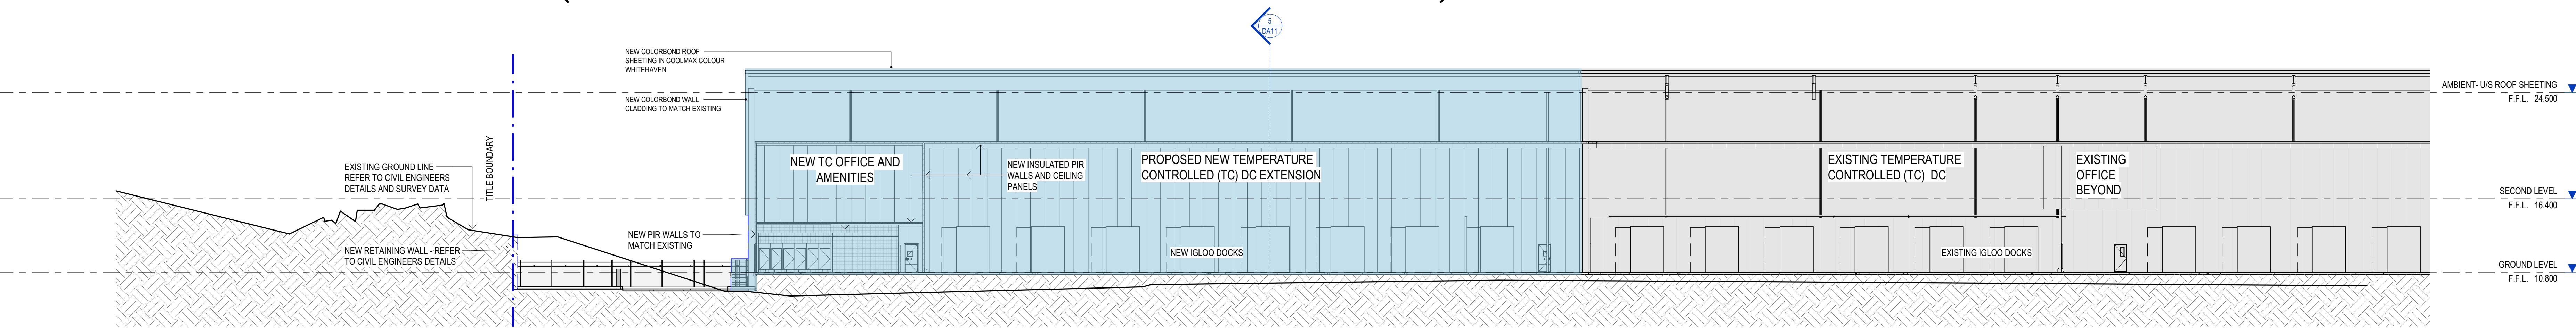 5
DA11
NEW COLORBOND ROOF
SHEETING IN COOLMAX COLOUR
WHITEHAVEN
NEW COLORBOND WALL
CLADDING TO MATCH EXISTING
AMBIENT- U/S ROOF SHEETING
F.F.L. 24.500
TITLE BOUNDARY
EXISTING GROUND LINE
REFER TO CIVIL ENGINEERS
DETAILS AND SURVEY DATA
NEW TC OFFICE AND
AMENITIES
NEW INSULATED PIR
WALLS AND CEILING
PANELS
PROPOSED NEW TEMPERATURE
CONTROLLED (TC) DC EXTENSION
EXISTING TEMPERATURE
CONTROLLED (TC) DC
EXISTING
OFFICE
BEYOND
SECOND LEVEL
F.F.L. 16.400
NEW PIR WALLS TO
MATCH EXISTING
NEW RETAINING WALL - REFER
TO CIVIL ENGINEERS DETAILS
NEW IGLOO DOCKS
EXISTING IGLOO DOCKS
GROUND LEVEL
F.F.L. 10.800